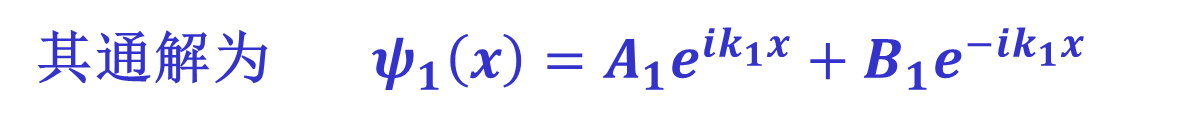 其通解为 ψ₁(x) = A₁e^{ik₁x} + B₁e^{-ik₁x}